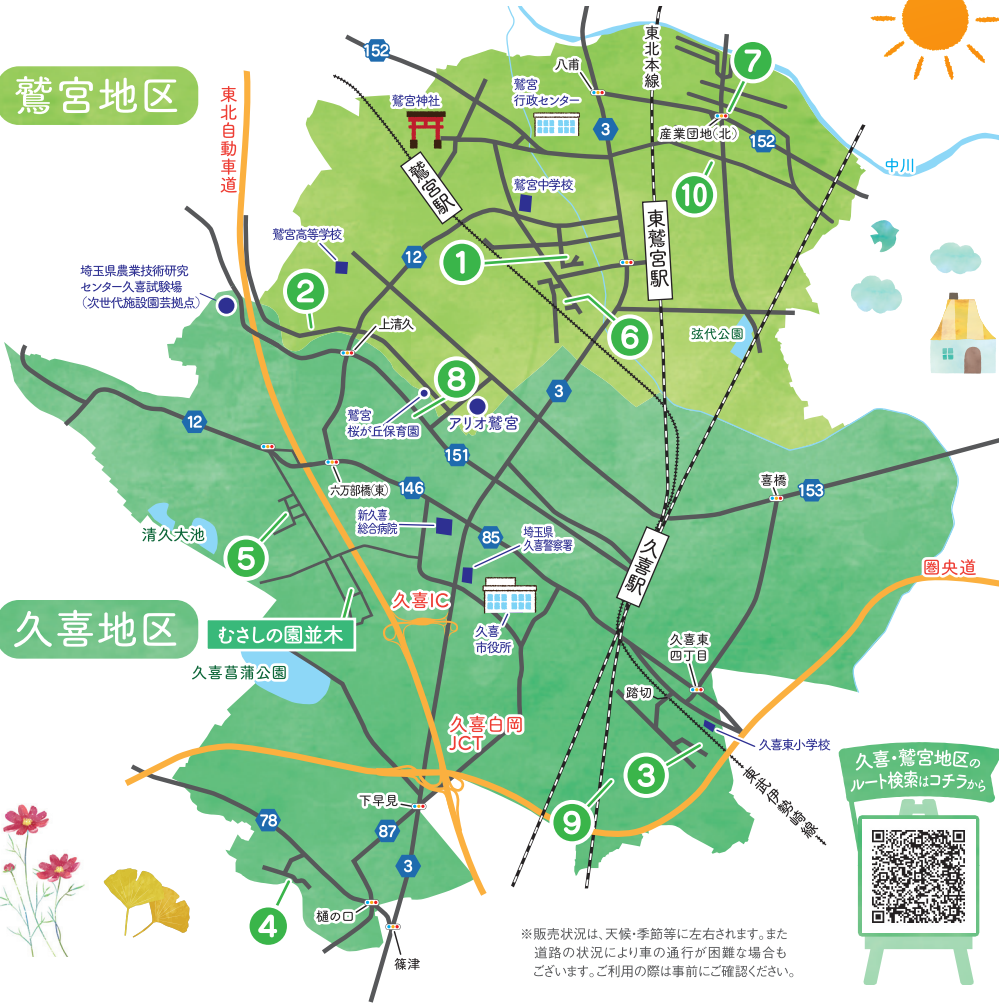 鷲宮地区
152
東北自動車道
鷲宮神社
鷲宮
行政センター
八甫
東北本線
7
3
産業団地(北)
152
中川
10
鷲宮駅
鷲宮中学校
東鷲宮駅
鷲宮高等学校
12
1
埼玉県農業技術研究
センター久喜試験場
(次世代施設園芸拠点)
2
上清久
6
弦代公園
8
3
鷲宮
桜が丘保育園
アリオ鷲宮
12
151
六万部橋(東)
146
喜橋
153
新久喜
総合病院
85
埼玉県
久喜警察署
清久大池
5
久喜駅
圏央道
久喜地区
むさしの園並木
久喜IC
久喜
市役所
久喜東
四丁目
久喜菖蒲公園
踏切
久喜白岡
JCT
久喜東小学校
3
東武伊勢崎線
下早見
9
78
87
3
4
樋の口
篠津
久喜・鷲宮地区の
ルート検索はコチラから
※販売状況は、天候・季節等に左右されます。また
道路の状況により車の通行が困難な場合も
ございます。ご利用の際は事前にご確認ください。